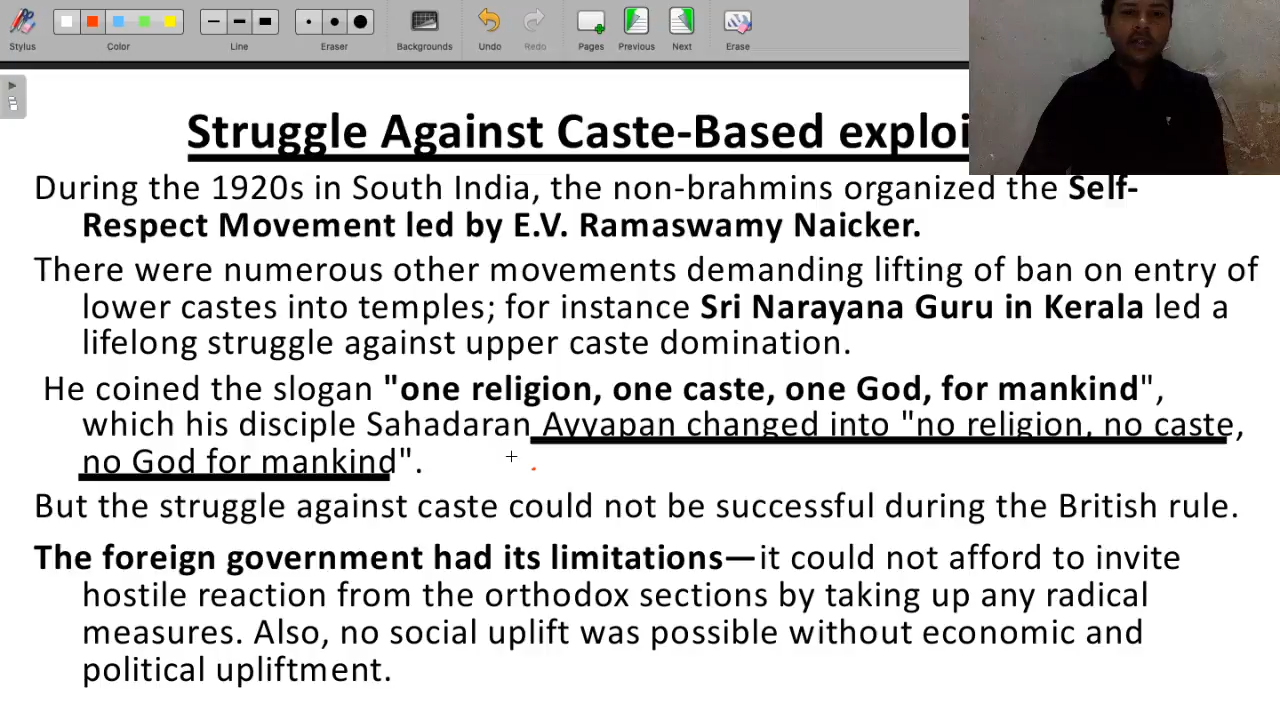 Stylus
Color
Line
Eraser
Backgrounds
Undo
Redo
Pages
Previous
Next
Erase
Struggle Against Caste-Based exploi
During the 1920s in South India, the non-brahmins organized the Self-
Respect Movement led by E.V. Ramaswamy Naicker.
There were numerous other movements demanding lifting of ban on entry of
lower castes into temples; for instance Sri Narayana Guru in Kerala led a
lifelong struggle against upper caste domination.
He coined the slogan "one religion, one caste, one God, for mankind",
which his disciple Sahadaran Ayyapan changed into "no religion, no caste,
no God for mankind".
But the struggle against caste could not be successful during the British rule.
The foreign government had its limitations—it could not afford to invite
hostile reaction from the orthodox sections by taking up any radical
measures. Also, no social uplift was possible without economic and
political upliftment.